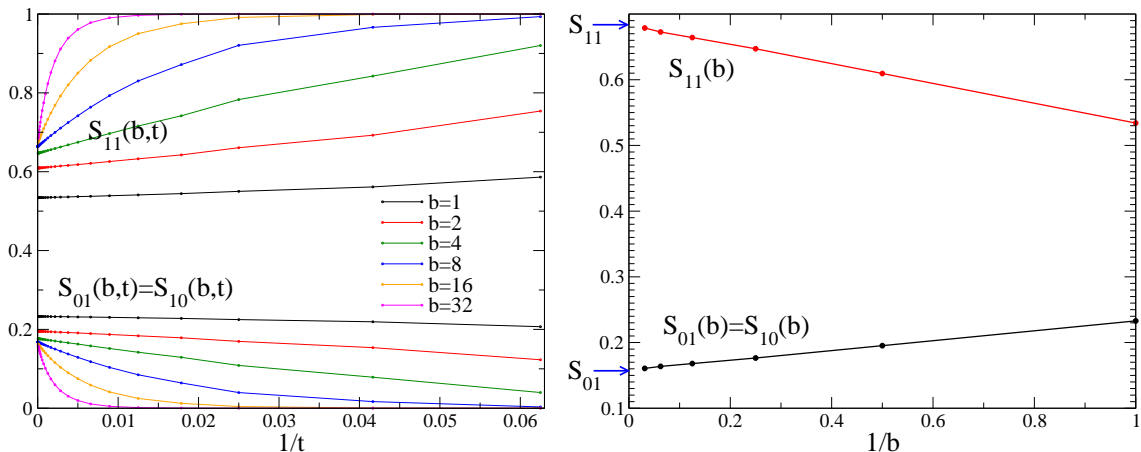 1
0.8
0.6
0.4
0.2
0
S11(b,t)
S01(b,t)=S10(b,t)
b=1
b=2
b=4
b=8
b=16
b=32
0 0.01 0.02 0.03 0.04 0.05 0.06
1/t
S11
0.6
0.5
0.4
0.3
0.2
S01
0.1
S11(b)
S01(b)=S10(b)
0 0.2 0.4 0.6 0.8 1
1/b